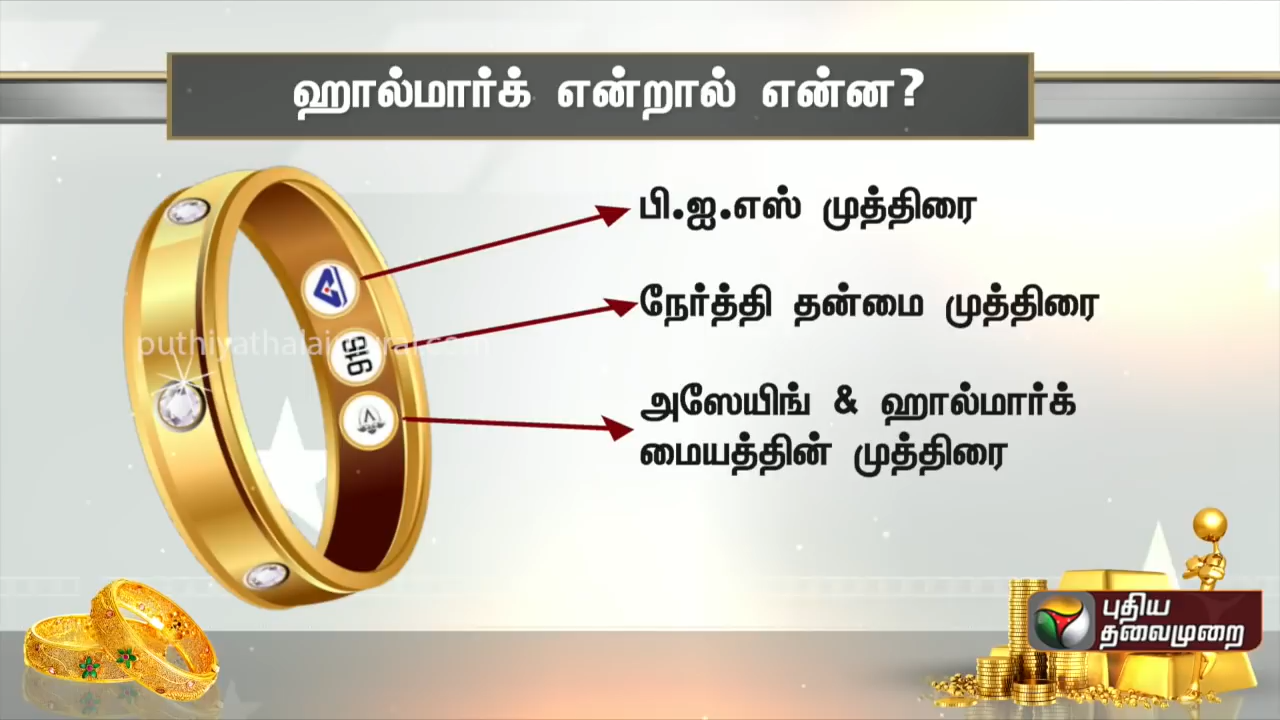 ஹால்மார்க் என்றால் என்ன?
பி.ஐ.எஸ் முத்திரை
நேர்த்தி தன்மை முத்திரை
916
அஸேயிங் & ஹால்மார்க்
மையத்தின் முத்திரை
புதிய
தலைமுறை